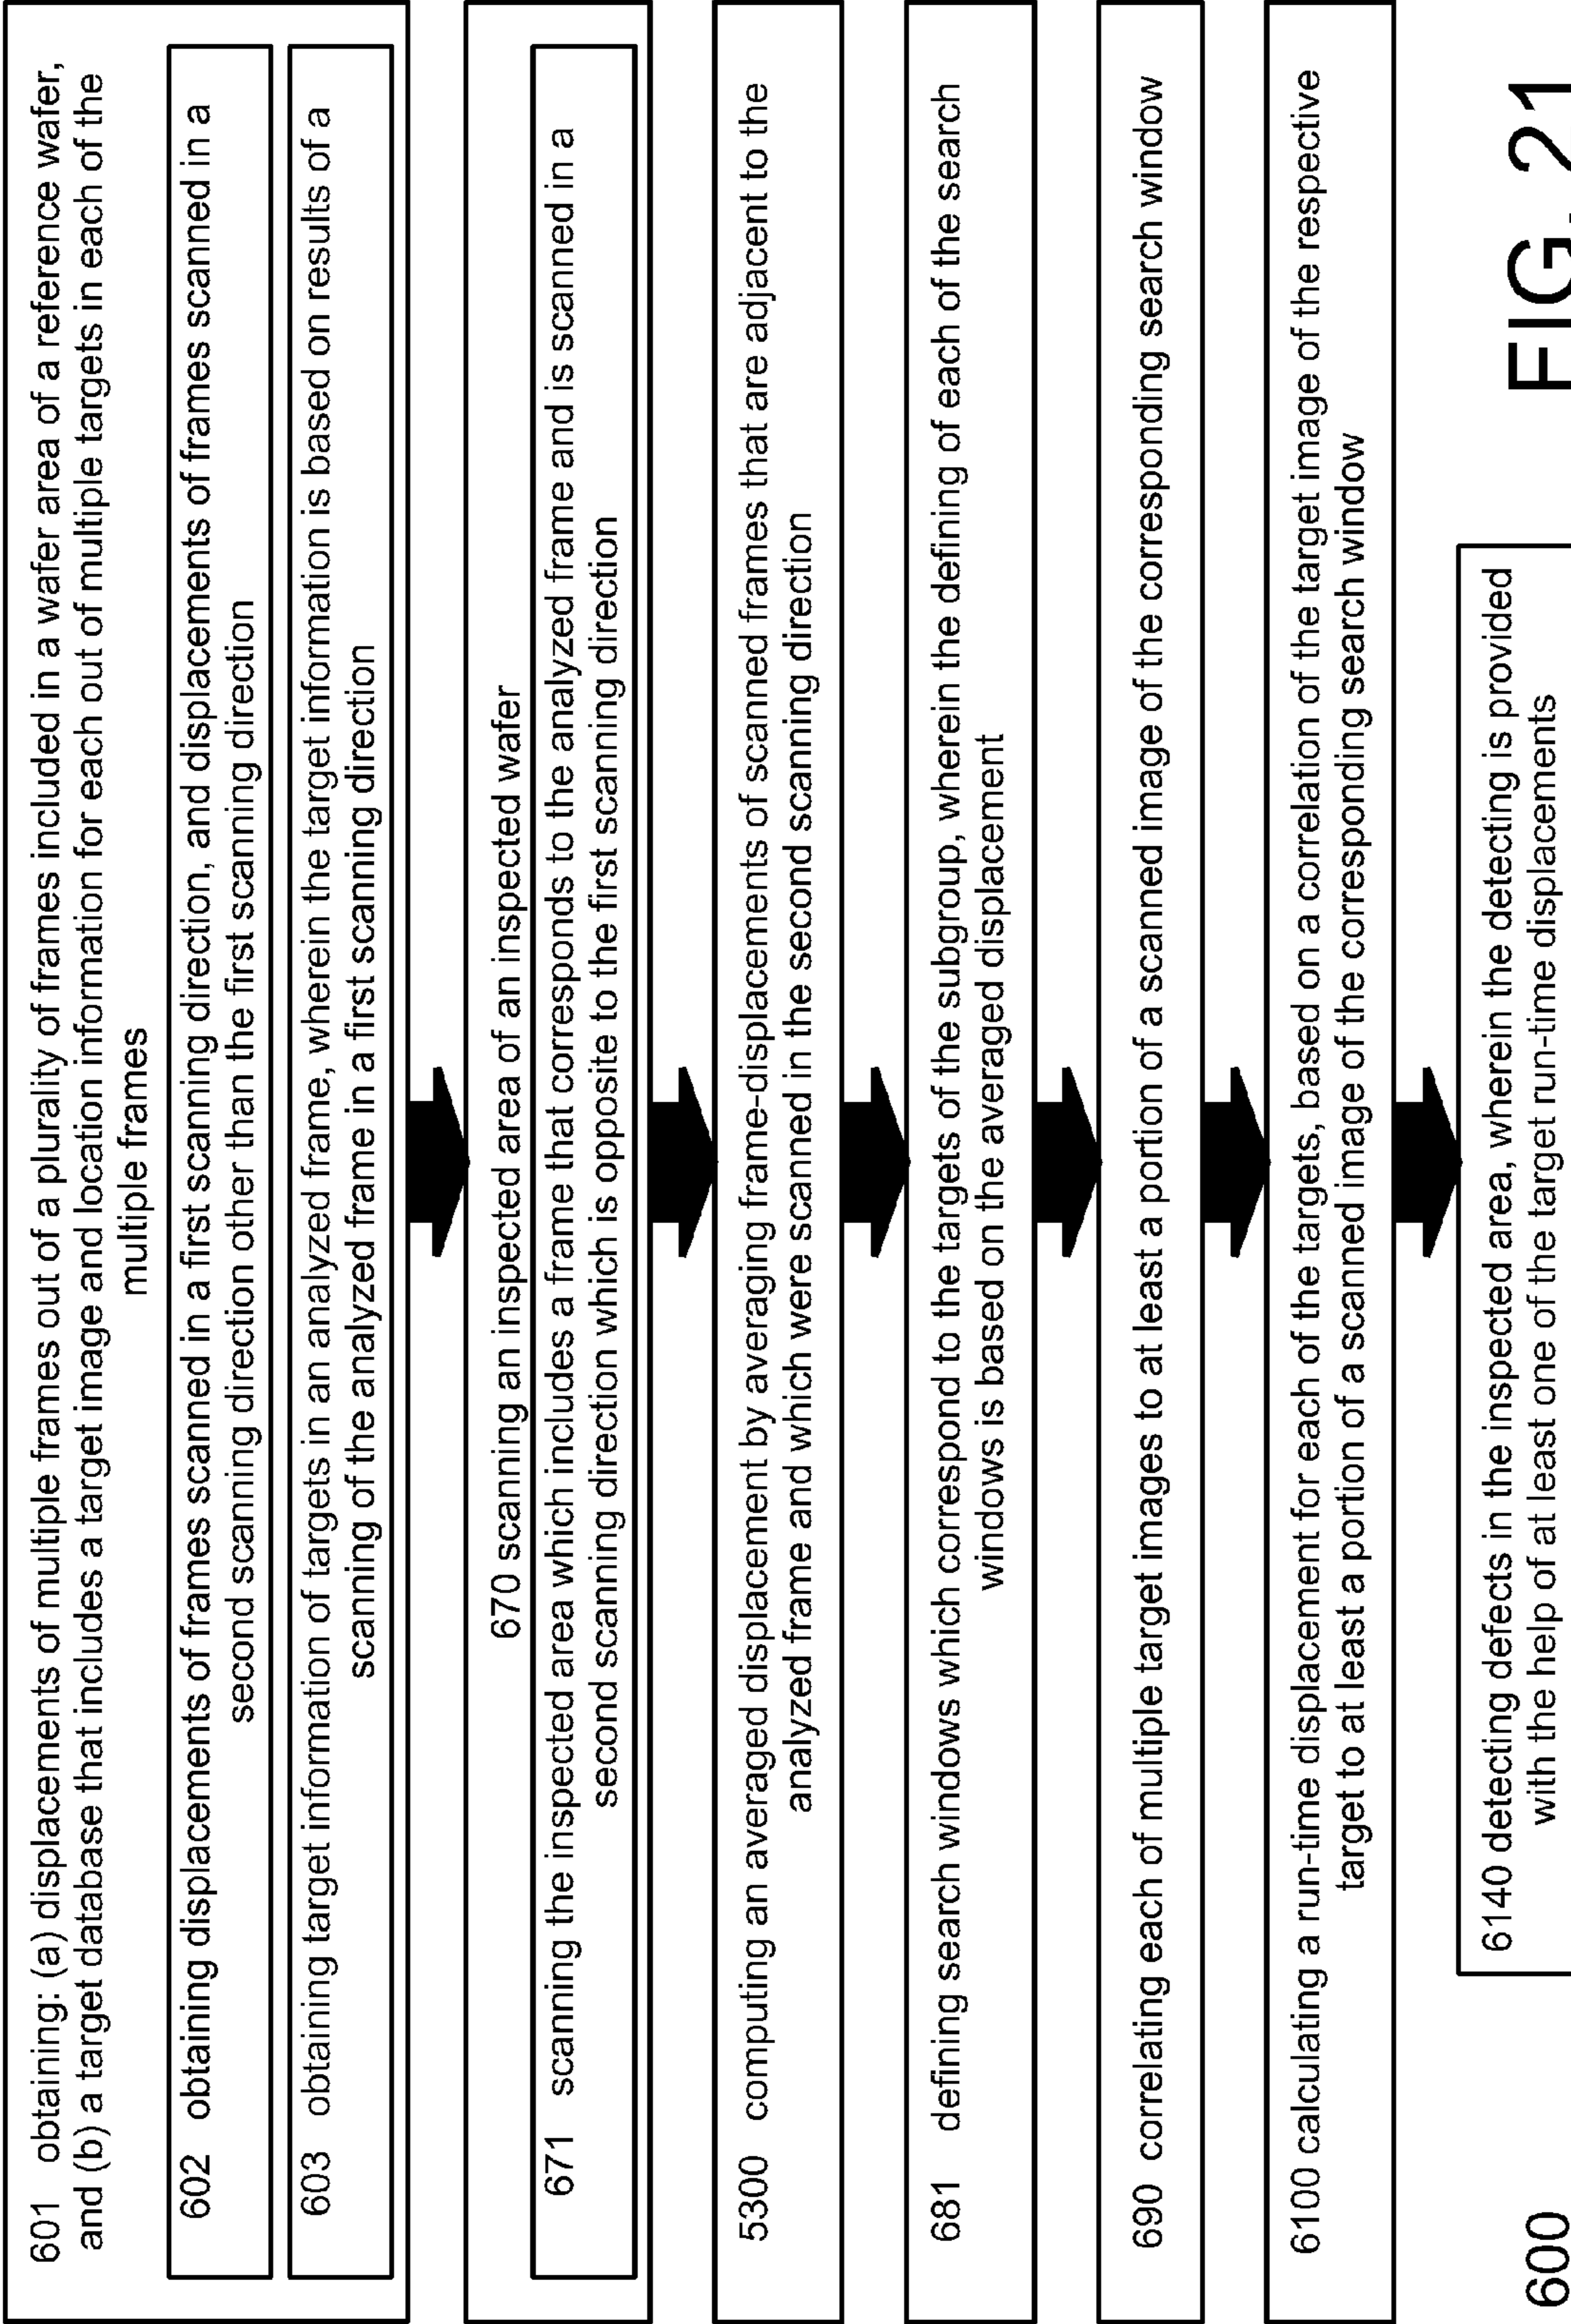 601 obtaining: (a) displacements of multiple frames out of a plurality of frames included in a wafer area of a reference wafer,
and (b) a target database that includes a target image and location information for each out of multiple targets in each of the
multiple frames
602 obtaining displacements of frames scanned in a first scanning direction, and displacements of frames scanned in a
second scanning direction other than the first scanning direction
603 obtaining target information of targets in an analyzed frame, wherein the target information is based on results of a
scanning of the analyzed frame in a first scanning direction
670 scanning an inspected area of an inspected wafer
671 scanning the inspected area which includes a frame that corresponds to the analyzed frame and is scanned in a
second scanning direction which is opposite to the first scanning direction
5300 computing an averaged displacement by averaging frame-displacements of scanned frames that are adjacent to the
analyzed frame and which were scanned in the second scanning direction
681 defining search windows which correspond to the targets of the subgroup, wherein the defining of each of the search
windows is based on the averaged displacement
690 correlating each of multiple target images to at least a portion of a scanned image of the corresponding search window
6100 calculating a run-time displacement for each of the targets, based on a correlation of the target image of the respective
target to at least a portion of a scanned image of the corresponding search window
6140 detecting defects in the inspected area, wherein the detecting is provided
with the help of at least one of the target run-time displacements
600
FIG. 21